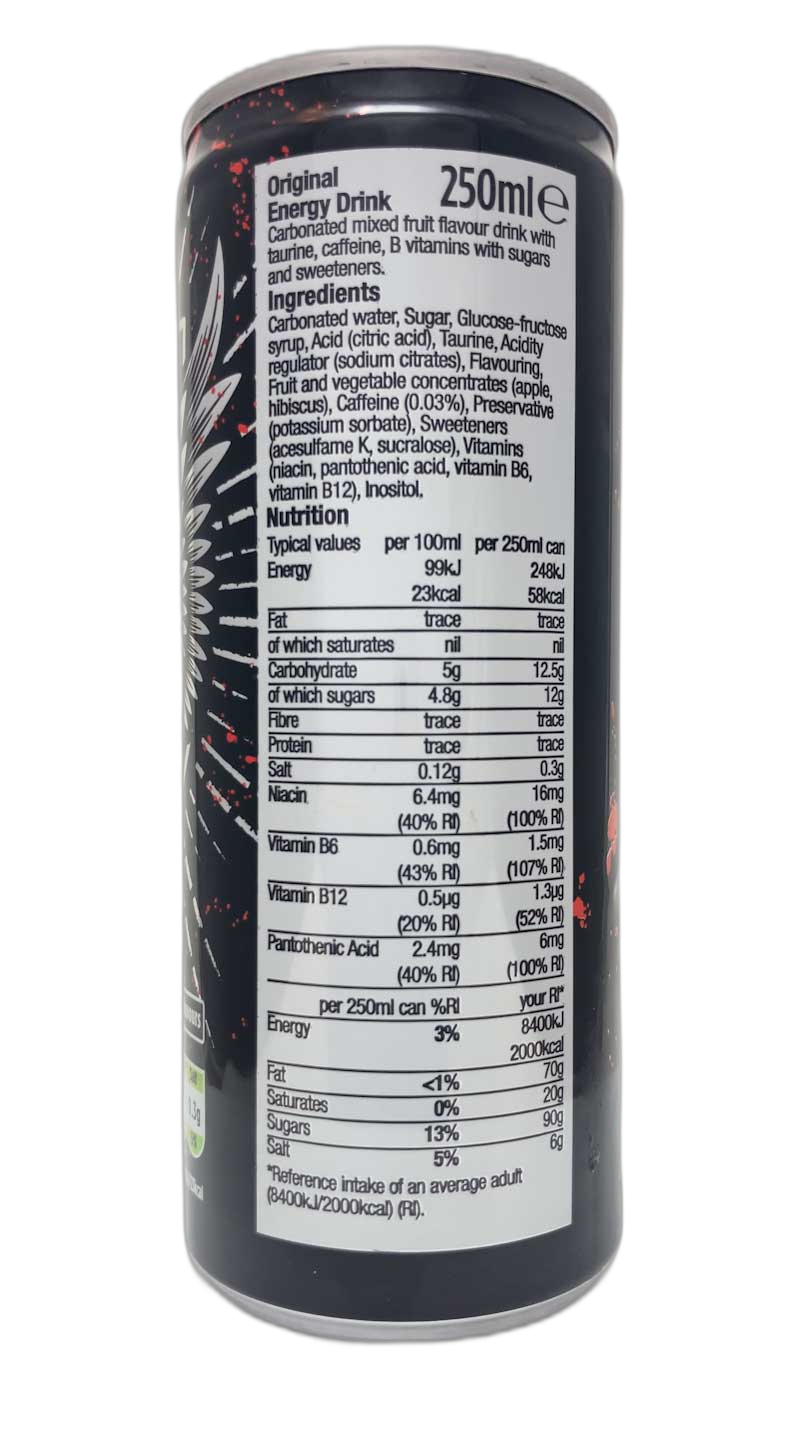 Original
Energy Drink
250ml e
Carbonated mixed fruit flavour drink with
taurine, caffeine, B vitamins with sugars
and sweeteners.
Ingredients
Carbonated water, Sugar, Glucose-fructose
syrup, Acid (citric acid), Taurine, Acidity
regulator (sodium citrates), Flavouring,
Fruit and vegetable concentrates (apple,
hibiscus), Caffeine (0.03%), Preservative
(potassium sorbate), Sweeteners
(acesulfame K, sucralose), Vitamins
(niacin, pantothenic acid, vitamin B6,
vitamin B12), Inositol.
Nutrition
Typical values per 100ml per 250ml can
Energy 99kJ 248kJ
23kcal 58kcal
Fat trace trace
of which saturates nil nil
Carbohydrate 5g 12.5g
of which sugars 4.8g 12g
Fibre trace trace
Protein trace trace
Salt 0.12g 0.3g
Niacin 6.4mg 16mg
(40% RI) (100% RI)
Vitamin B6 0.6mg 1.5mg
(43% RI) (107% RI)
Vitamin B12 0.5µg 1.3µg
(20% RI) (52% RI)
Pantothenic Acid 2.4mg 6mg
(40% RI) (100% RI)
per 250ml can %RI your RI*
Energy 3% 8400kJ
2000kcal
Fat <1% 70g
Saturates 0% 20g
Sugars 13% 90g
Salt 5% 6g
*Reference intake of an average adult
(8400kJ/2000kcal) (RI).